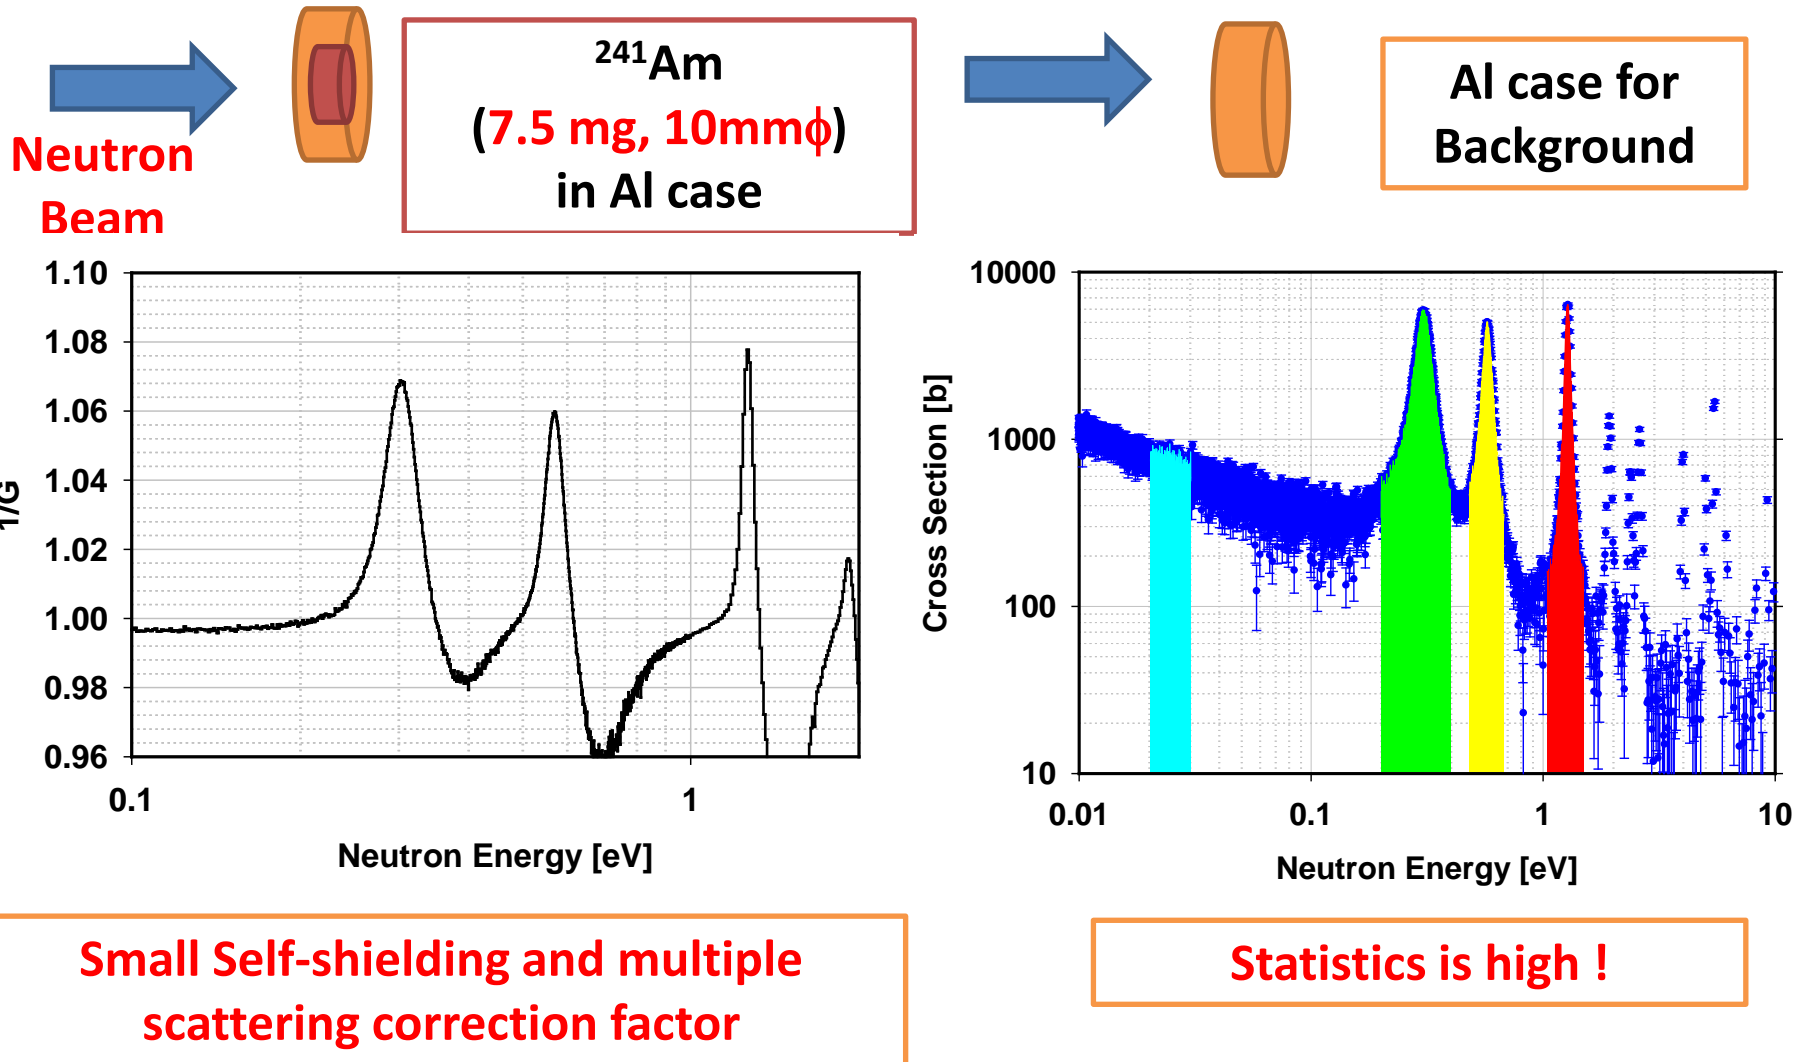 Neutron
Beam
²⁴¹Am
(7.5 mg, 10mmϕ)
in Al case
Al case for
Background
1.10
1.08
1.06
1.04
1.02
1.00
0.98
0.96
1/G
0.1
1
Neutron Energy [eV]
10000
1000
100
10
Cross Section [b]
0.01
0.1
1
10
Neutron Energy [eV]
Small Self-shielding and multiple
scattering correction factor
Statistics is high !